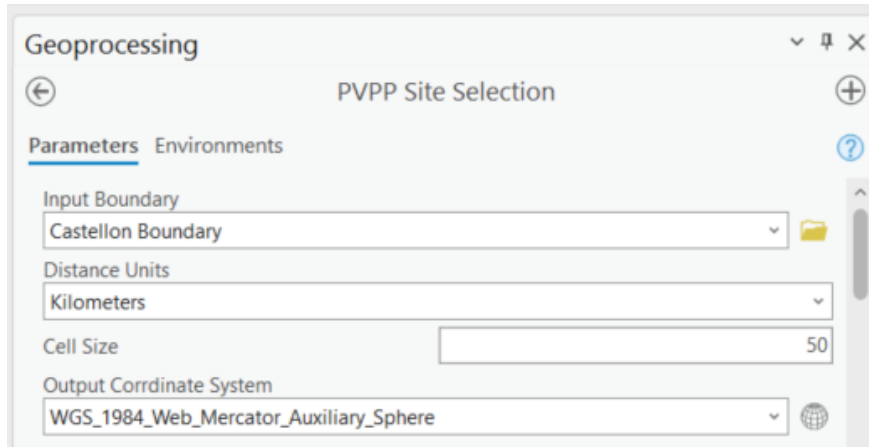 Geoprocessing
PVPP Site Selection
Parameters Environments
Input Boundary
Castellon Boundary
Distance Units
Kilometers
Cell Size 50
Output Corrdinate System
WGS_1984_Web_Mercator_Auxiliary_Sphere